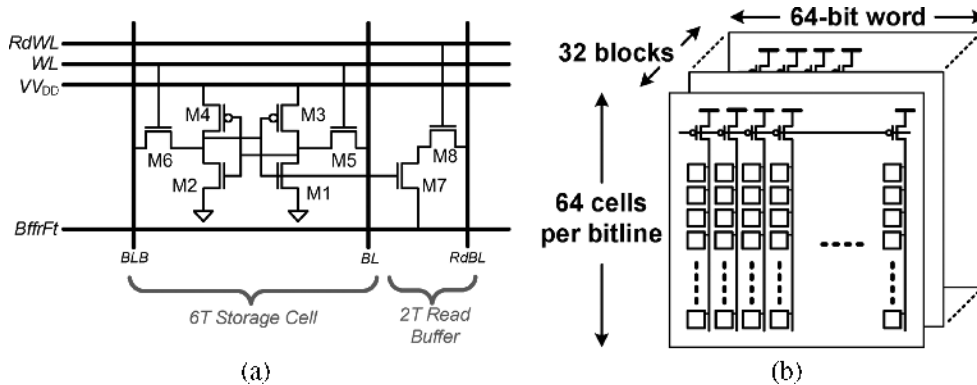 RdWL
WL
VVDD
BffrFt
M4
M3
M6
M5
M8
M2
M1
M7
BLB
BL
RdBL
6T Storage Cell
2T Read
Buffer
(a)
64-bit word
32 blocks
64 cells
per bitline
(b)